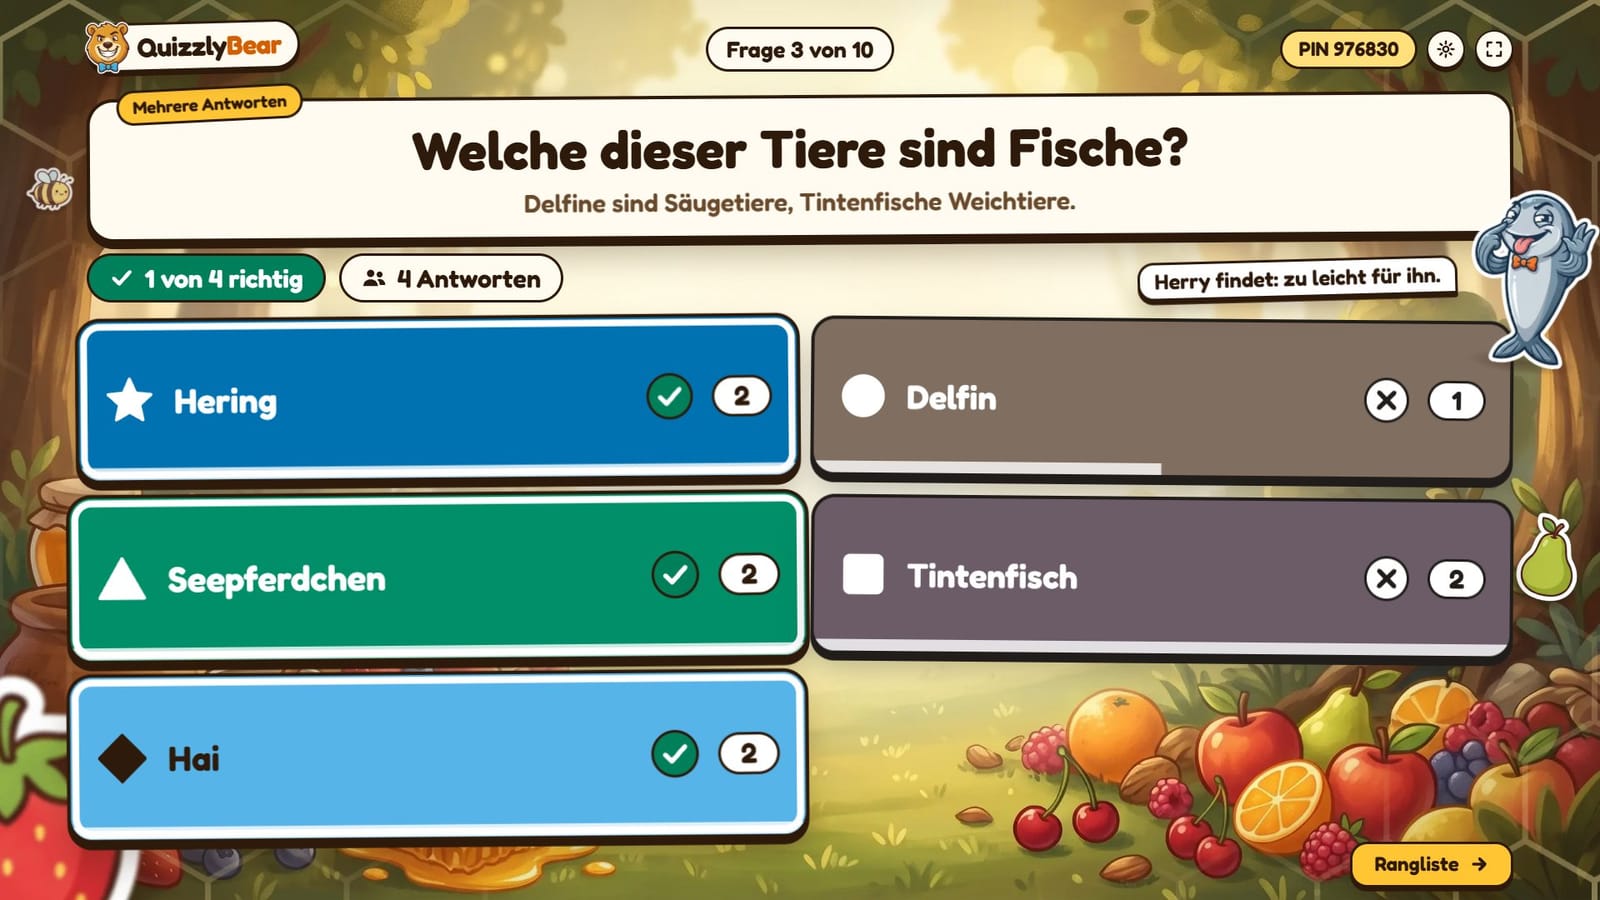 QuizzlyBear
Frage 3 von 10
PIN 976830
Mehrere Antworten
Welche dieser Tiere sind Fische?
Delfine sind Säugetiere, Tintenfische Weichtiere.
1 von 4 richtig
4 Antworten
Herry findet: zu leicht für ihn.
Hering
2
Delfin
1
Seepferdchen
2
Tintenfisch
2
Hai
2
Rangliste